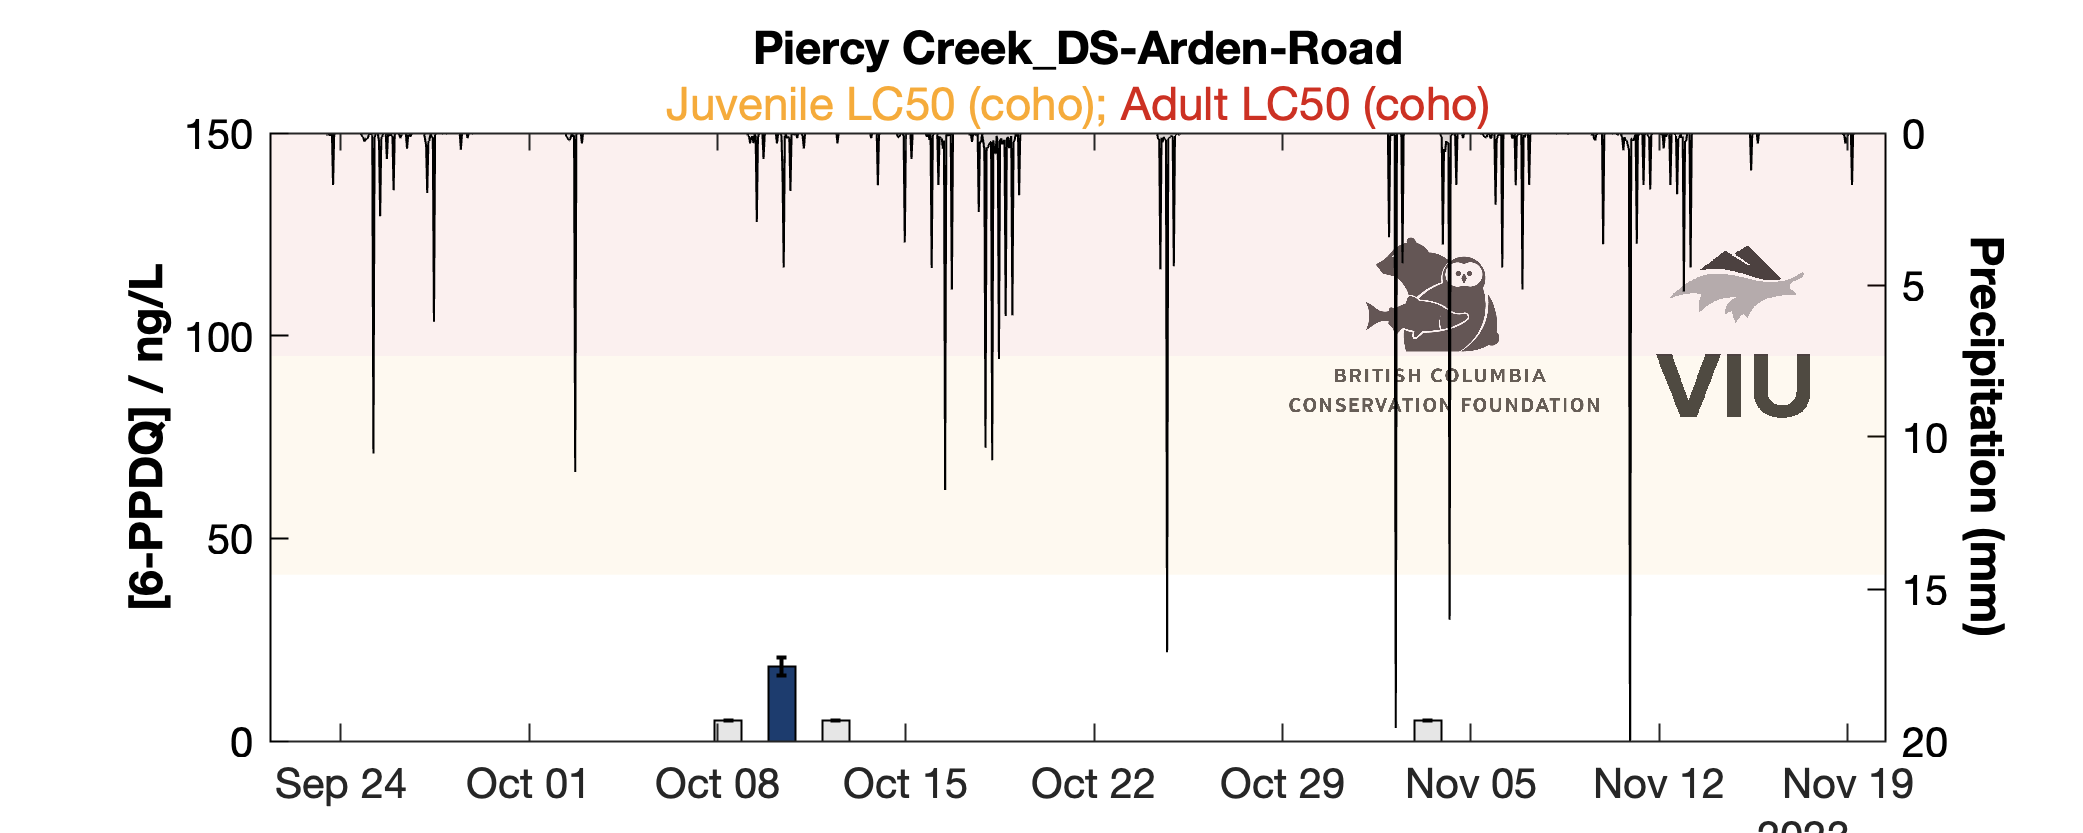 Piercy Creek_DS-Arden-Road
Juvenile LC50 (coho); Adult LC50 (coho)
150
100
50
0
[6-PPDQ] / ng/L
0
5
10
15
20
Precipitation (mm)
BRITISH COLUMBIA
CONSERVATION FOUNDATION
VIU
Sep 24 Oct 01 Oct 08 Oct 15 Oct 22 Oct 29 Nov 05 Nov 12 Nov 19